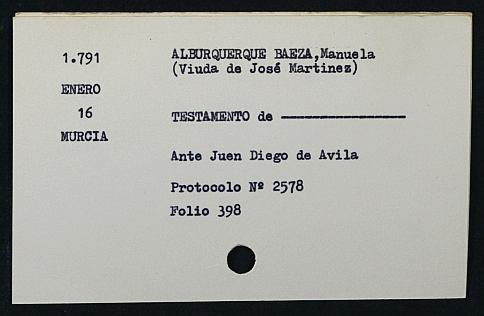 1.791
ENERO
16
MURCIA
ALBURQUERQUE BAEZA,Manuela
(Viuda de José Martinez)
TESTAMENTO de ————————
Ante Juen Diego de Avila
Protocolo Nº 2578
Folio 398